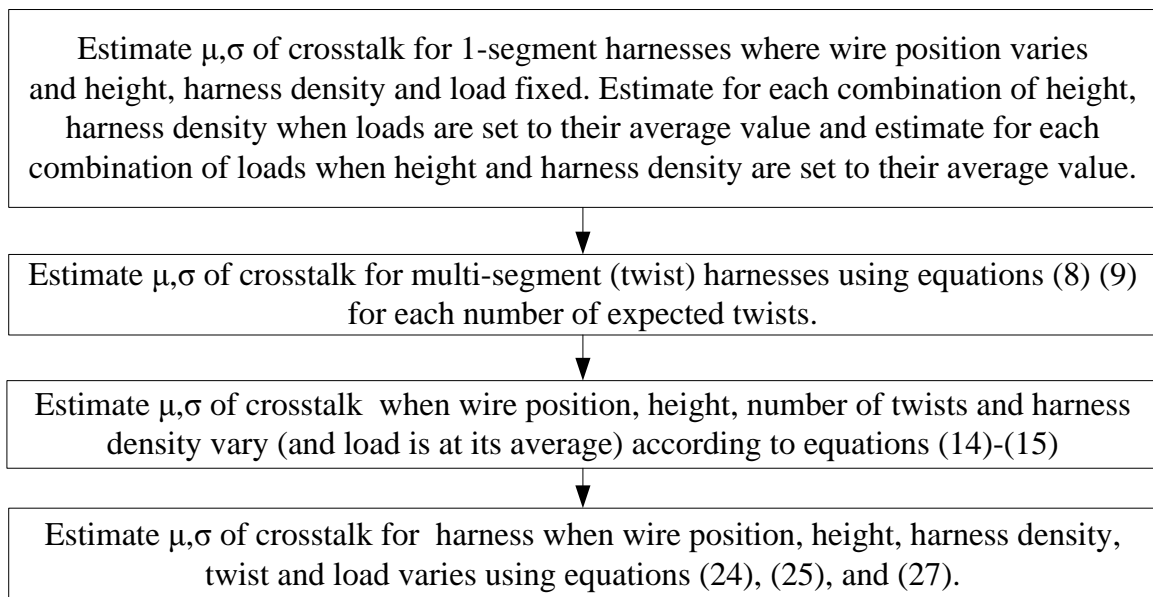 Estimate μ,σ of crosstalk for 1-segment harnesses where wire position varies
and height, harness density and load fixed. Estimate for each combination of height,
harness density when loads are set to their average value and estimate for each
combination of loads when height and harness density are set to their average value.
Estimate μ,σ of crosstalk for multi-segment (twist) harnesses using equations (8) (9)
for each number of expected twists.
Estimate μ,σ of crosstalk when wire position, height, number of twists and harness
density vary (and load is at its average) according to equations (14)-(15)
Estimate μ,σ of crosstalk for harness when wire position, height, harness density,
twist and load varies using equations (24), (25), and (27).